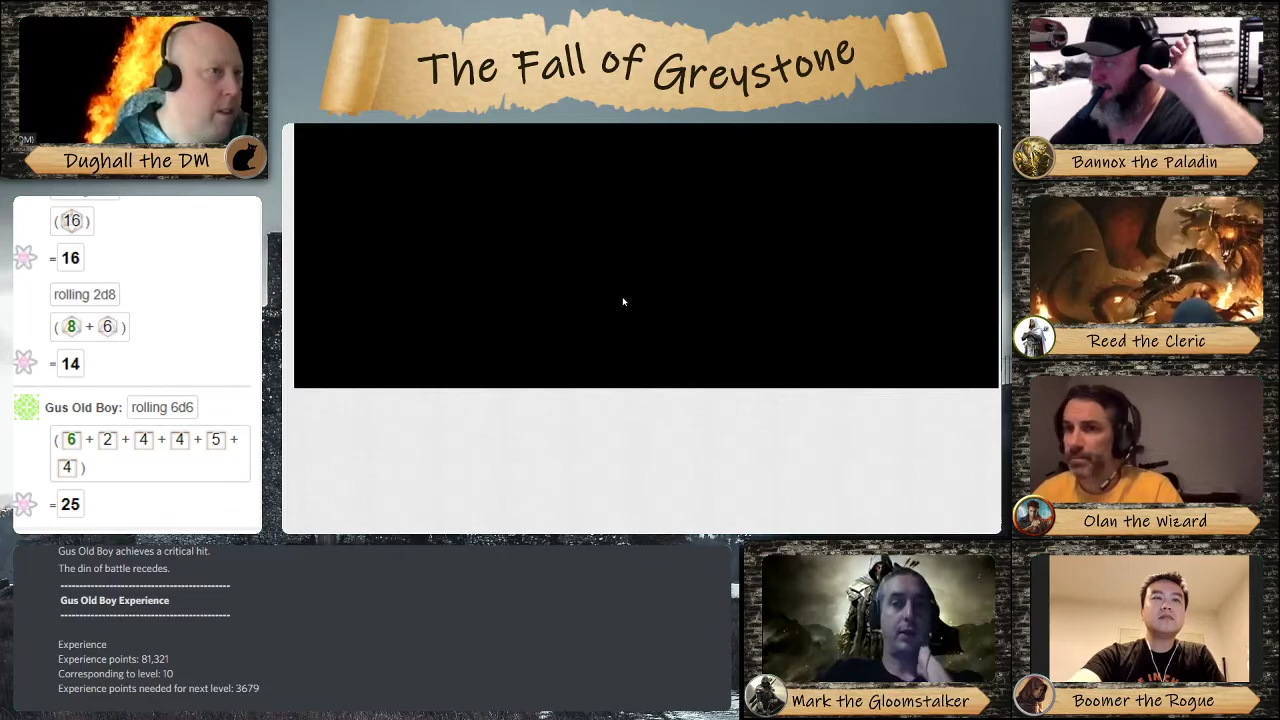 The Fall of Greystone
Dughall the DM
(16)
= 16
rolling 2d8
( 8 + 6 )
= 14
Gus Old Boy: rolling 6d6
( 6 + 2 + 4 + 4 + 5 +
4 )
= 25
Gus Old Boy achieves a critical hit.
The din of battle recedes.
----------------------------------------------
Gus Old Boy Experience
----------------------------------------------
Experience
Experience points: 81,321
Corresponding to level: 10
Experience points needed for next level: 3679
Bannox the Paladin
Reed the Cleric
Olan the Wizard
Mark the Gloomstalker
Boomer the Rogue